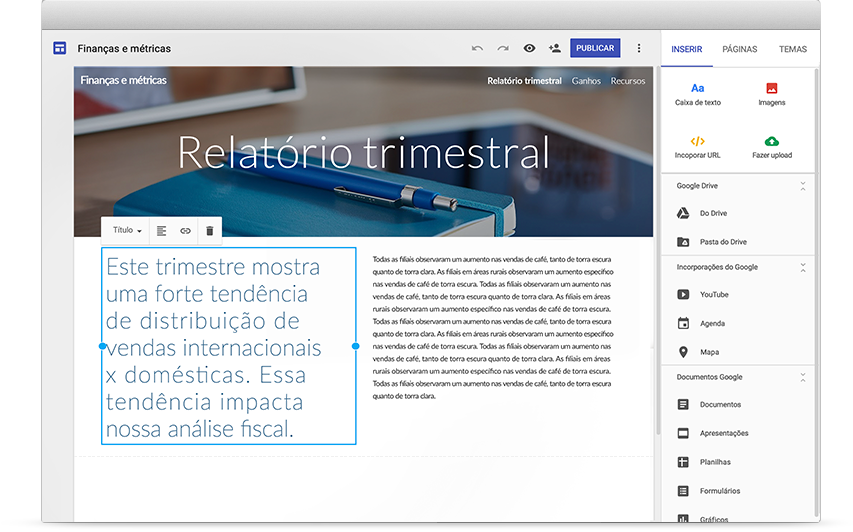 Finanças e métricas
PUBLICAR
INSERIR
PÁGINAS
TEMAS
Finanças e métricas
Relatório trimestral
Ganhos
Recursos
Relatório trimestral
Título
Este trimestre mostra
uma forte tendência
de distribuição de
vendas internacionais
x domésticas. Essa
tendência impacta
nossa análise fiscal.
Todas as filiais observaram um aumento nas vendas de café, tanto de torra escura
quanto de torra clara. As filiais em áreas rurais observaram um aumento específico
nas vendas de café de torra escura. Todas as filiais observaram um aumento nas
vendas de café, tanto de torra escura quanto de torra clara. As filiais em áreas
rurais observaram um aumento específico nas vendas de café de torra escura.
Todas as filiais observaram um aumento nas vendas de café, tanto de torra escura
quanto de torra clara. As filiais em áreas rurais observaram um aumento específico
nas vendas de café de torra escura. Todas as filiais observaram um aumento nas
vendas de café, tanto de torra escura quanto de torra clara. As filiais em áreas
rurais observaram um aumento específico nas vendas de café de torra escura.
Todas as filiais observaram um aumento nas vendas de café, tanto de torra escura
quanto de torra clara.
Aa
Caixa de texto
Imagens
Incoporar URL
Fazer upload
Google Drive
Do Drive
Pasta do Drive
Incorporações do Google
YouTube
Agenda
Mapa
Documentos Google
Documentos
Apresentações
Planilhas
Formulários
Gráficos